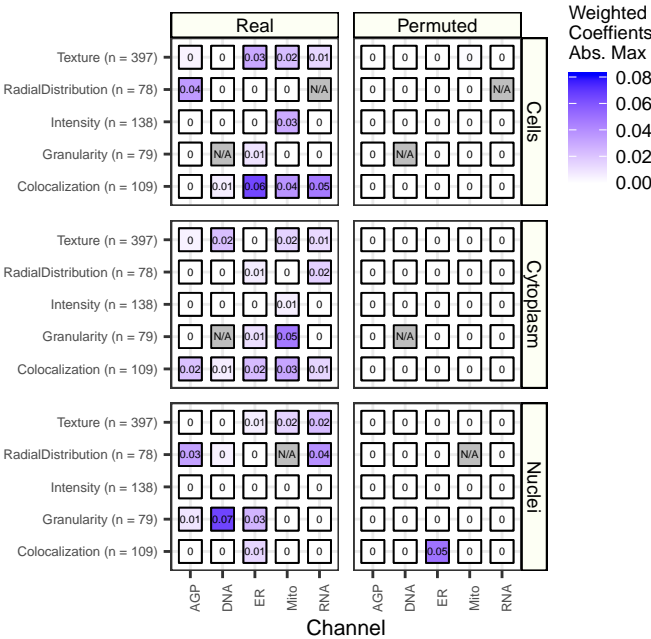 Real Permuted
Weighted
Coeffients
Abs. Max
0.08
0.06
0.04
0.02
0.00
Texture (n = 397) 0 0 0.03 0.02 0.01 0 0 0 0 0
RadialDistribution (n = 78) 0.04 0 0 0 N/A 0 0 0 0 N/A
Intensity (n = 138) 0 0 0 0.03 0 0 0 0 0 0
Granularity (n = 79) 0 N/A 0.01 0 0 0 N/A 0 0 0
Colocalization (n = 109) 0 0.01 0.06 0.04 0.05 0 0 0 0 0
Cells
Texture (n = 397) 0 0.02 0 0.02 0.01 0 0 0 0 0
RadialDistribution (n = 78) 0 0 0.01 0 0.02 0 0 0 0 0
Intensity (n = 138) 0 0 0 0.01 0 0 0 0 0 0
Granularity (n = 79) 0 N/A 0.01 0.05 0 0 N/A 0 0 0
Colocalization (n = 109) 0.02 0.01 0.02 0.03 0.01 0 0 0 0 0
Cytoplasm
Texture (n = 397) 0 0 0.01 0.02 0.02 0 0 0 0 0
RadialDistribution (n = 78) 0.03 0 0 N/A 0.04 0 0 0 N/A 0
Intensity (n = 138) 0 0 0 0 0 0 0 0 0 0
Granularity (n = 79) 0.01 0.07 0.03 0 0 0 0 0 0 0
Colocalization (n = 109) 0 0 0.01 0 0 0 0 0.05 0 0
Nuclei
AGP DNA ER Mito RNA AGP DNA ER Mito RNA
Channel